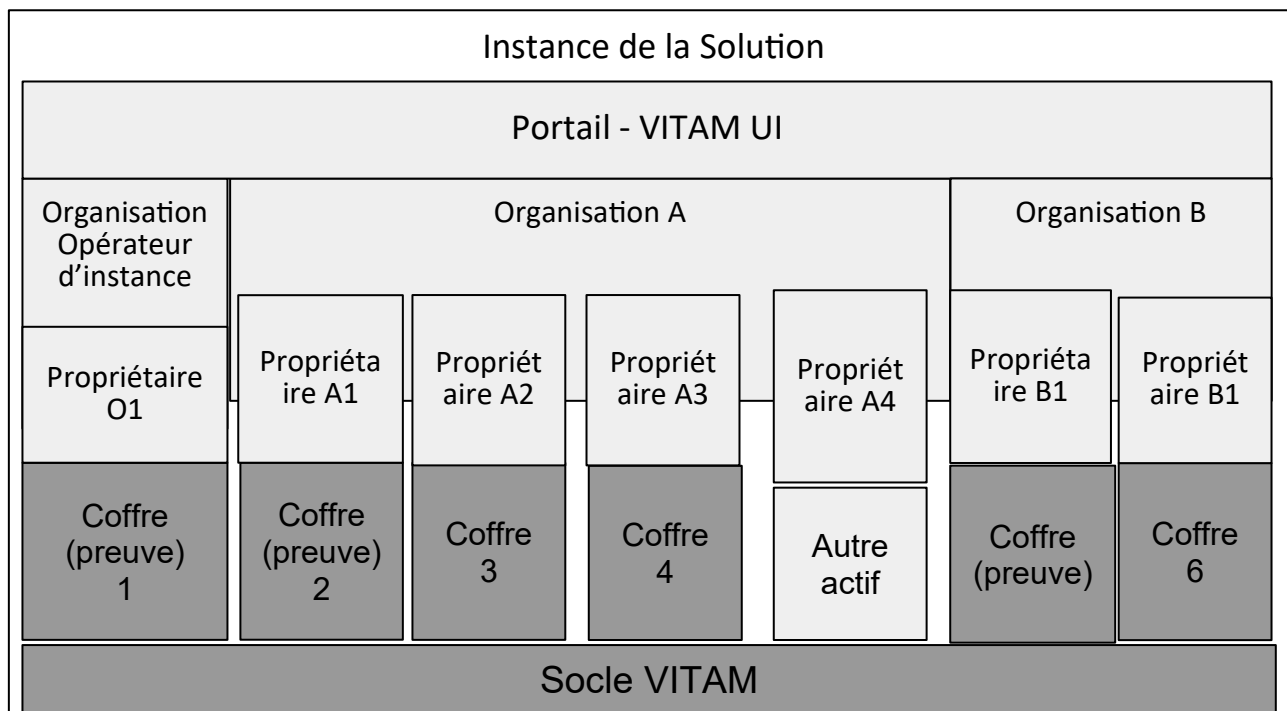 Instance de la Solution
Portail - VITAM UI
Organisation
Opérateur
d’instance
Organisation A
Organisation B
Propriétaire
O1
Propriéta
ire A1
Propriét
aire A2
Propriét
aire A3
Propriét
aire A4
Propriéta
ire B1
Propriét
aire B1
Coffre
(preuve)
1
Coffre
(preuve)
2
Coffre
3
Coffre
4
Autre
actif
Coffre
(preuve)
Coffre
6
Socle VITAM